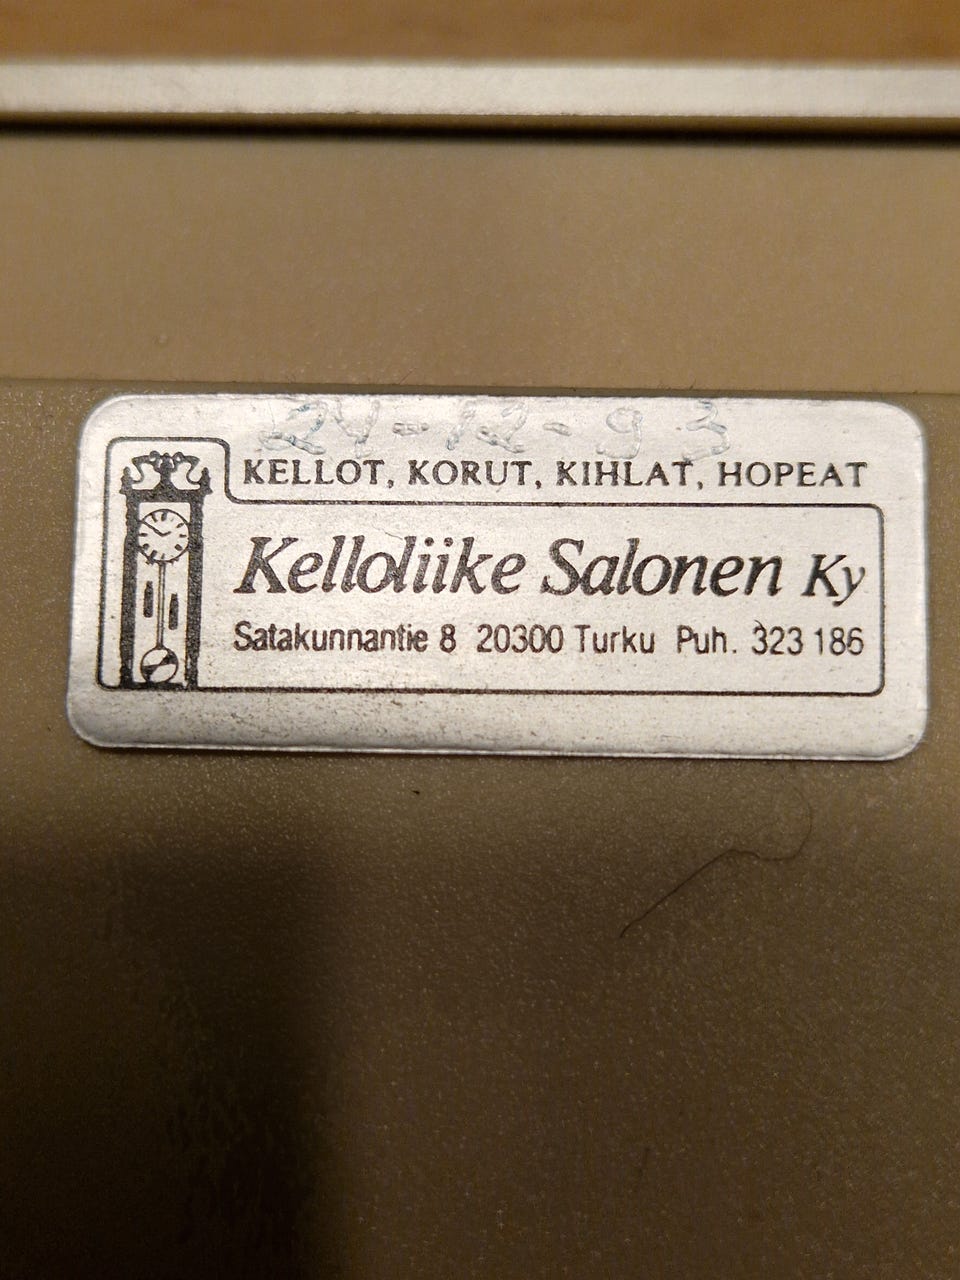 24-12-93
KELLOT, KORUT, KIHLAT, HOPEAT
Kelloliike Salonen Ky
Satakunnantie 8 20300 Turku Puh. 323 186